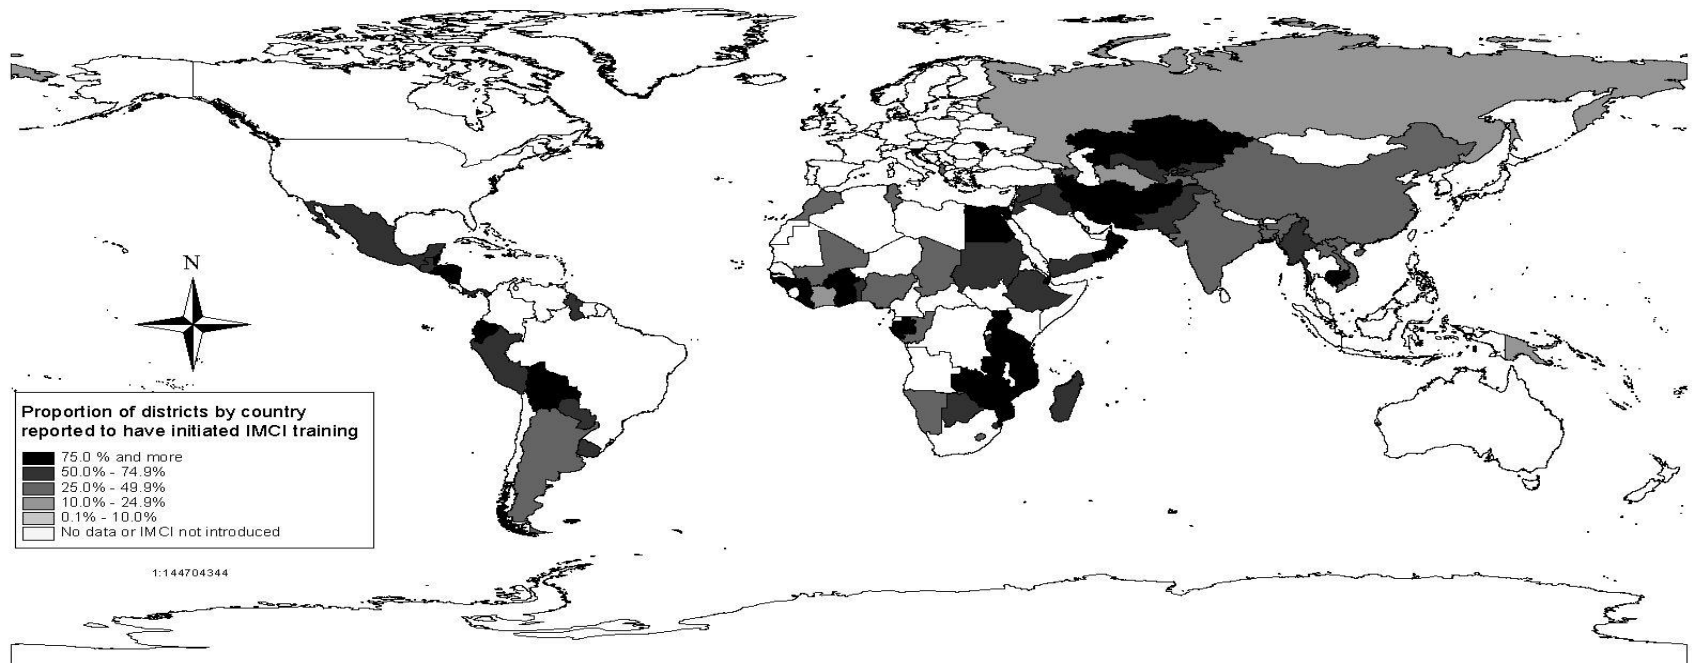 N
Proportion of districts by country
reported to have initiated IMCI training
75.0 % and more
50.0% - 74.9%
25.0% - 49.9%
10.0% - 24.9%
0.1% - 10.0%
No data or IMCI not introduced
1:144704344